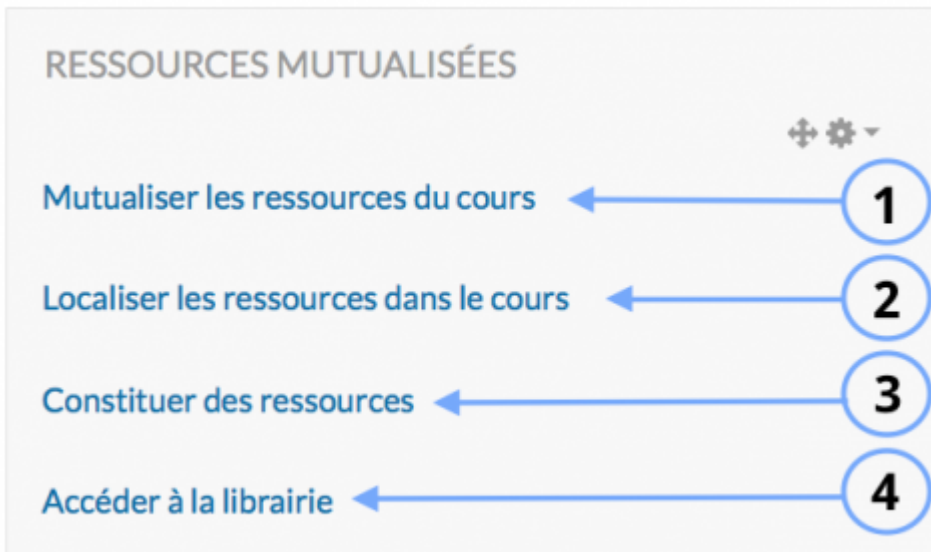 RESSOURCES MUTUALISÉES
Mutualiser les ressources du cours
1
Localiser les ressources dans le cours
2
Constituer des ressources
3
Accéder à la librairie
4